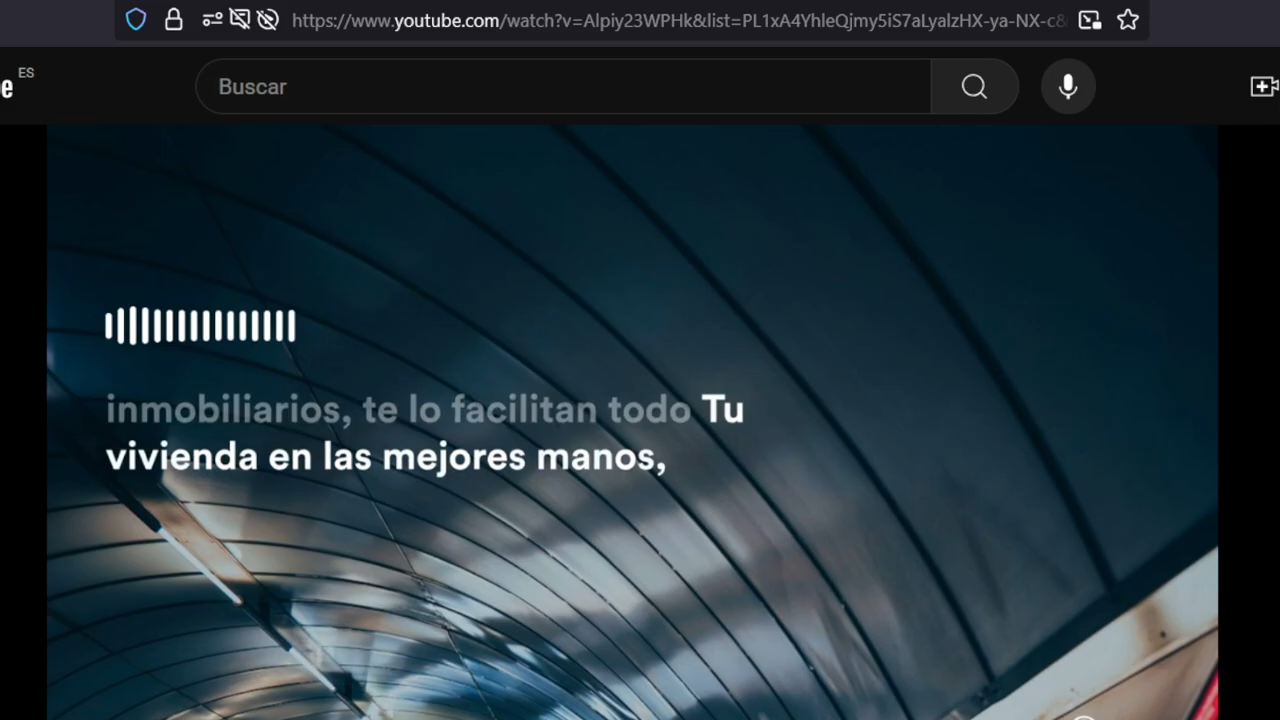 https://www.youtube.com/watch?v=Alpiy23WPHk&list=PL1xA4YhleQjmy5iS7aLyalzHX-ya-NX-c&
e ES
Buscar
inmobiliarios, te lo facilitan todo Tu
vivienda en las mejores manos,